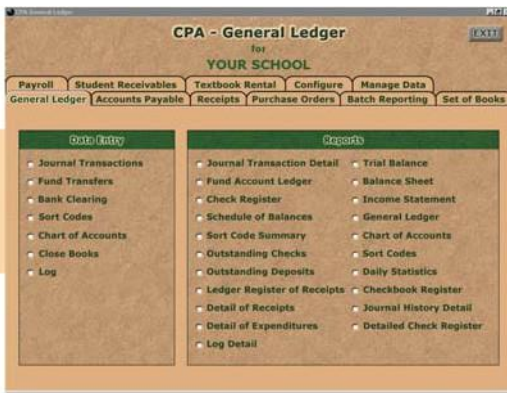 CPA General Ledger
CPA - General Ledger
EXIT
for
YOUR SCHOOL
Payroll Student Receivables Textbook Rental Configure Manage Data
General Ledger Accounts Payable Receipts Purchase Orders Batch Reporting Set of Books
Data Entry
Journal Transactions
Fund Transfers
Bank Clearing
Sort Codes
Chart of Accounts
Close Books
Log
Reports
Journal Transaction Detail
Fund Account Ledger
Check Register
Schedule of Balances
Sort Code Summary
Outstanding Checks
Outstanding Deposits
Ledger Register of Receipts
Detail of Receipts
Detail of Expenditures
Log Detail
Trial Balance
Balance Sheet
Income Statement
General Ledger
Chart of Accounts
Sort Codes
Daily Statistics
Checkbook Register
Journal History Detail
Detailed Check Register